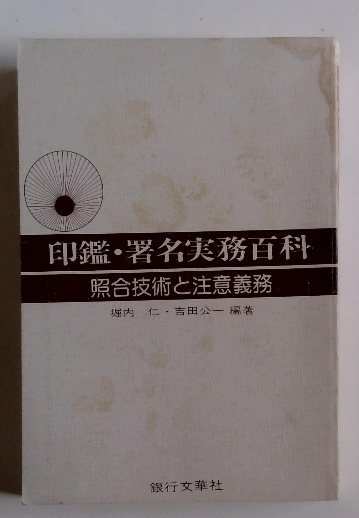 印鑑・署名実務百科
照合技術と注意義務
堀内　仁・吉田公一 編著
銀行文華社